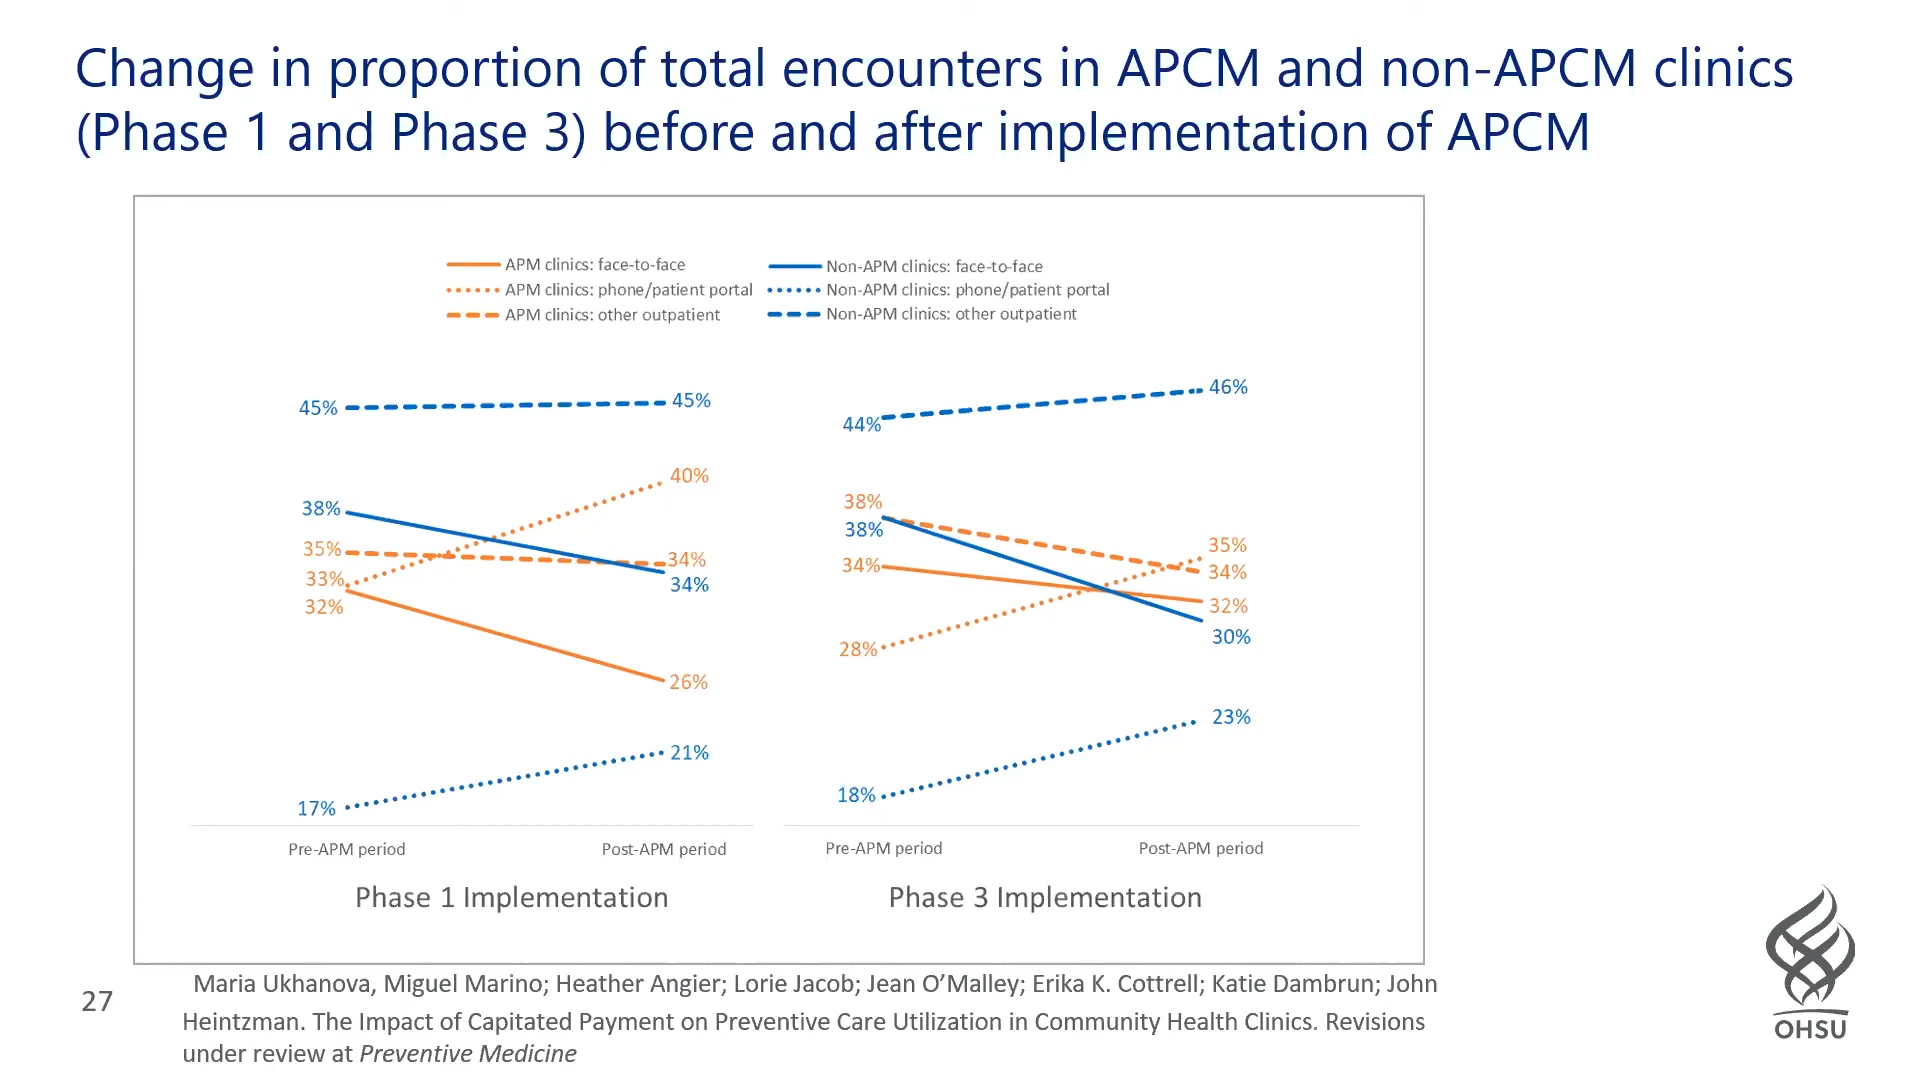 Change in proportion of total encounters in APCM and non-APCM clinics
(Phase 1 and Phase 3) before and after implementation of APCM
APM clinics: face-to-face
Non-APM clinics: face-to-face
APM clinics: phone/patient portal
Non-APM clinics: phone/patient portal
APM clinics: other outpatient
Non-APM clinics: other outpatient
45%
45%
40%
38%
35%
34%
33%
34%
32%
26%
21%
17%
Pre-APM period
Post-APM period
Phase 1 Implementation
46%
44%
38%
38%
35%
34%
34%
32%
30%
28%
23%
18%
Pre-APM period
Post-APM period
Phase 3 Implementation
27
Maria Ukhanova, Miguel Marino; Heather Angier; Lorie Jacob; Jean O’Malley; Erika K. Cottrell; Katie Dambrun; John
Heintzman. The Impact of Capitated Payment on Preventive Care Utilization in Community Health Clinics. Revisions
under review at Preventive Medicine
OHSU